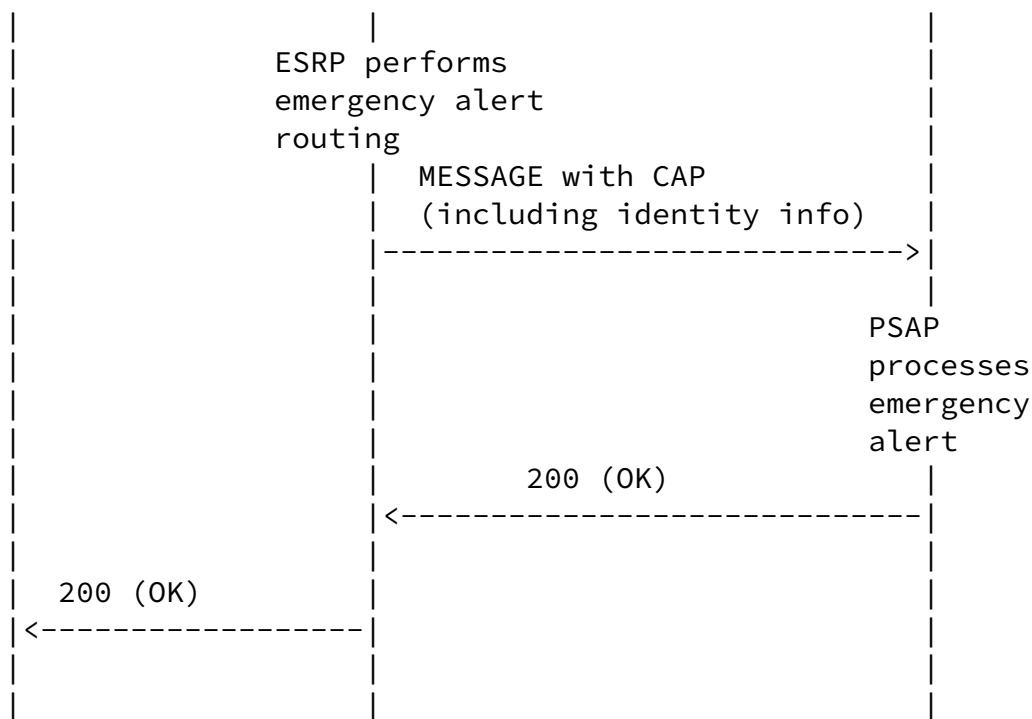 ESRP performs
emergency alert
routing
MESSAGE with CAP
(including identity info)
PSAP
processes
emergency
alert
200 (OK)
200 (OK)